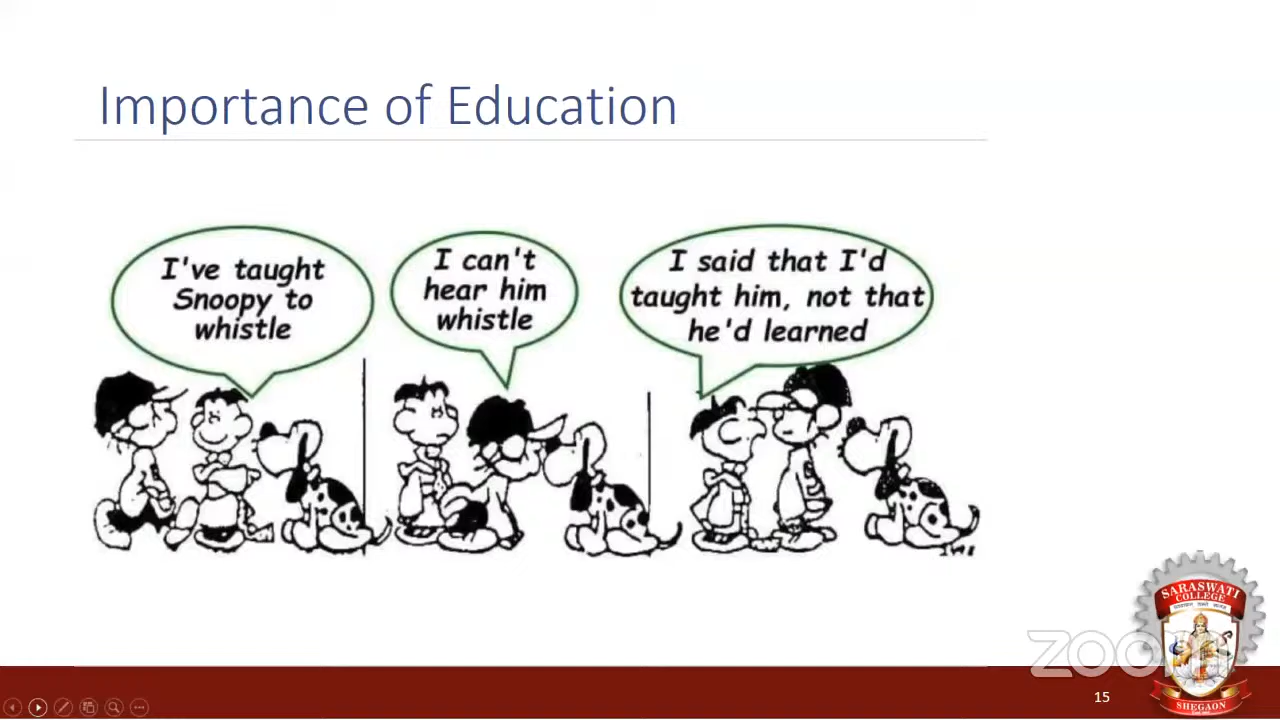 Importance of Education
I've taught
Snoopy to
whistle
I can't
hear him
whistle
I said that I'd
taught him, not that
he'd learned
SARASWATI
COLLEGE
zoom
15
SHEGAON